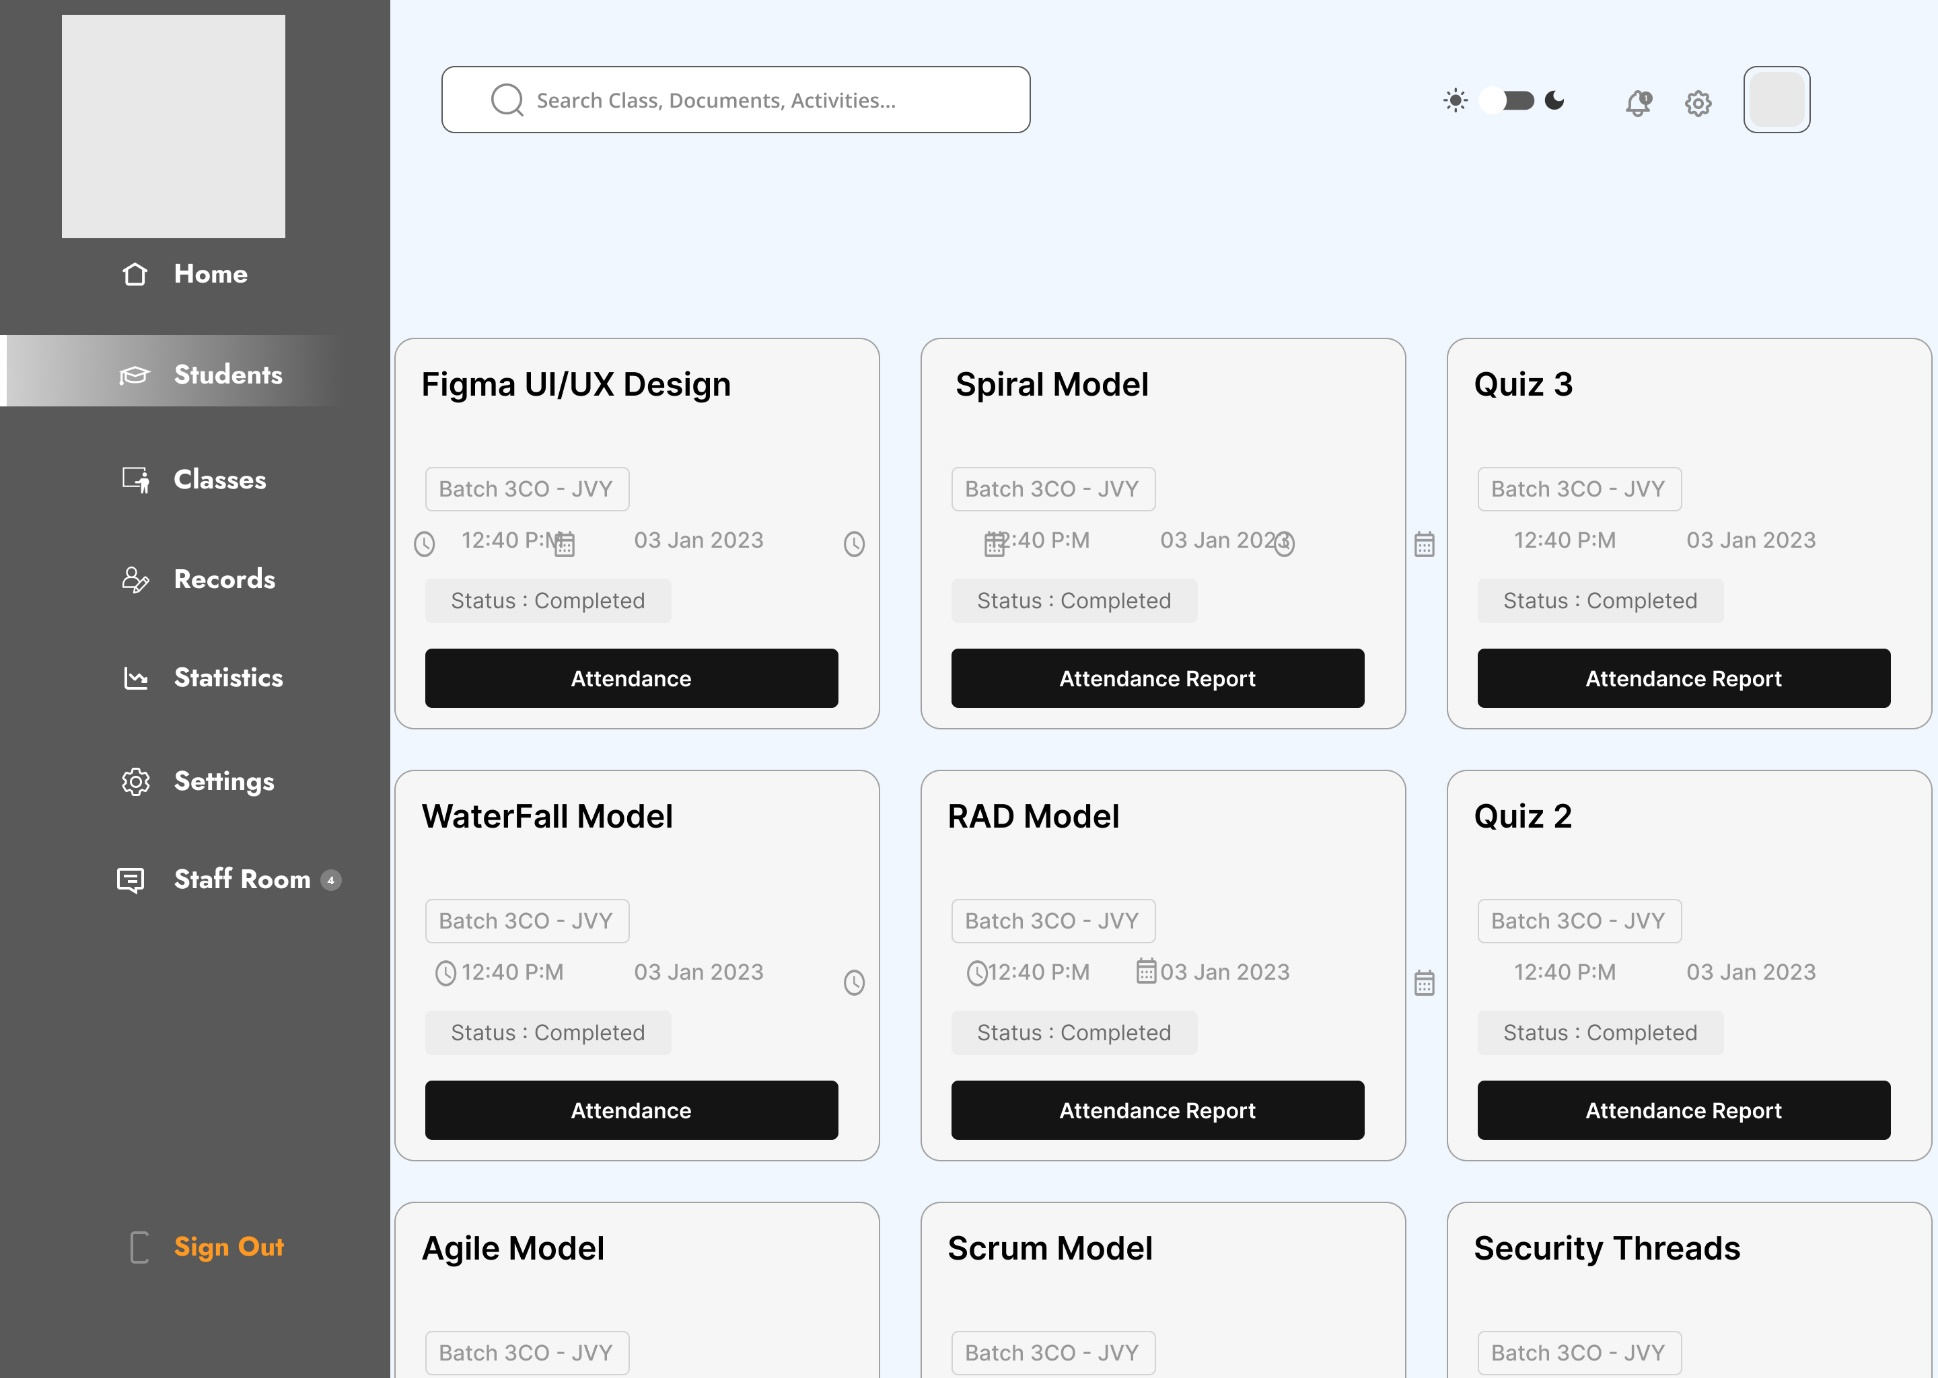 Search Class, Documents, Activities...
1
Home
Students
Classes
Records
Statistics
Settings
Staff Room 4
Sign Out
Figma UI/UX Design
Batch 3CO - JVY
12:40 P:M 03 Jan 2023
Status : Completed
Attendance
Spiral Model
Batch 3CO - JVY
12:40 P:M 03 Jan 2023
Status : Completed
Attendance Report
Quiz 3
Batch 3CO - JVY
12:40 P:M 03 Jan 2023
Status : Completed
Attendance Report
WaterFall Model
Batch 3CO - JVY
12:40 P:M 03 Jan 2023
Status : Completed
Attendance
RAD Model
Batch 3CO - JVY
12:40 P:M 03 Jan 2023
Status : Completed
Attendance Report
Quiz 2
Batch 3CO - JVY
12:40 P:M 03 Jan 2023
Status : Completed
Attendance Report
Agile Model
Batch 3CO - JVY
Scrum Model
Batch 3CO - JVY
Security Threads
Batch 3CO - JVY